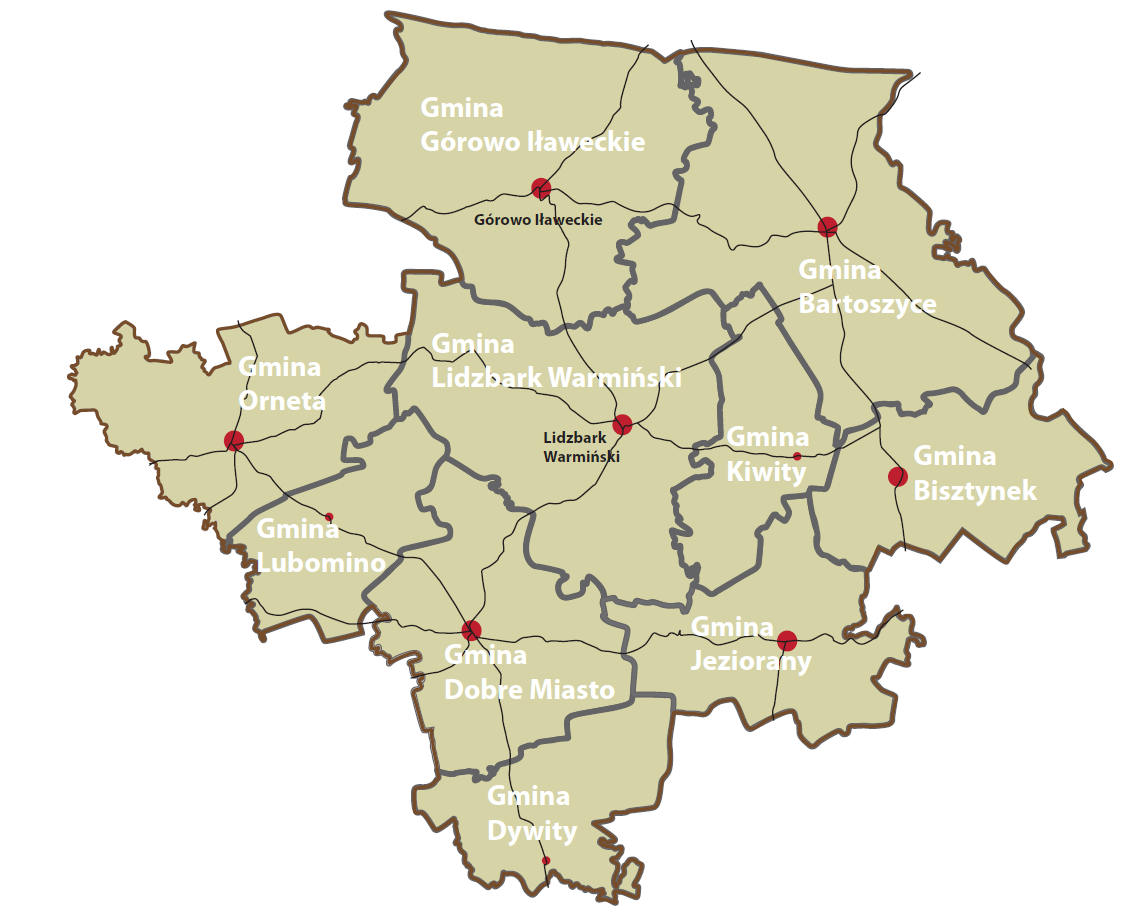 Gmina
Górowo Iławeckie
Górowo Iławeckie
Gmina
Bartoszyce
Gmina
Lidzbark Warmiński
Gmina
Orneta
Lidzbark
Warmiński
Gmina
Kiwity
Gmina
Bisztynek
Gmina
Lubomino
Gmina
Jeziorany
Gmina
Dobre Miasto
Gmina
Dywity